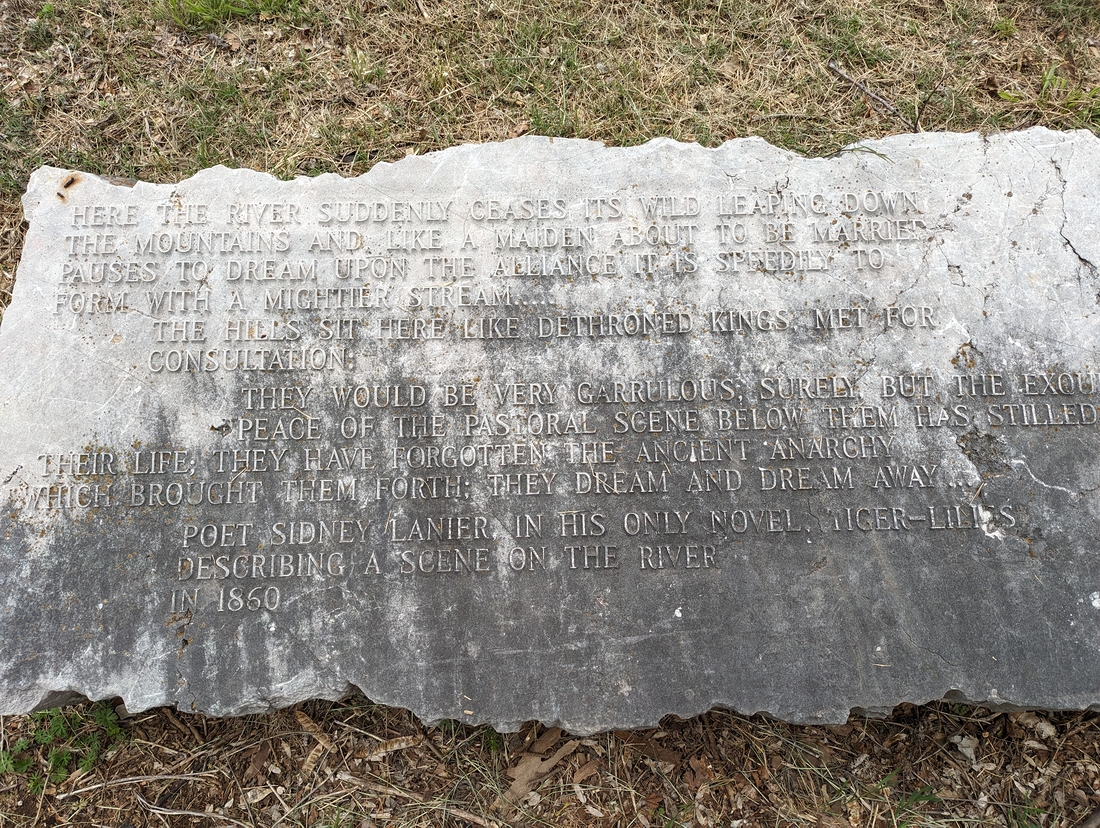 HERE THE RIVER SUDDENLY CEASES ITS WILD LEAPING DOWN
THE MOUNTAINS AND, LIKE A MAIDEN ABOUT TO BE MARRIED
PAUSES TO DREAM UPON THE ALLIANCE IT IS SPEEDILY TO
FORM WITH A MIGHTIER STREAM....
THE HILLS SIT HERE LIKE DETHRONED KINGS, MET FOR
CONSULTATION:
THEY WOULD BE VERY GARRULOUS, SURELY, BUT THE
PEACE OF THE PASTORAL SCENE BELOW THEM HAS STILLED
THEIR LIFE; THEY HAVE FORGOTTEN THE ANCIENT ANARCHY
WHICH BROUGHT THEM FORTH; THEY DREAM AND DREAM AWAY...
POET SIDNEY LANIER, IN HIS ONLY NOVEL, TIGER-LILIES
DESCRIBING A SCENE ON THE RIVER
IN 1860